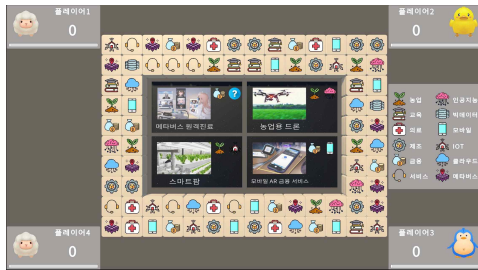 플레이어1
0
플레이어2
0
메타버스 원격진료
?
농업용 드론
스마트팜
모바일 AR 금융 서비스
농업
인공지능
교육
빅데이터
의료
모바일
제조
IOT
금융
클라우드
서비스
메타버스
플레이어4
0
플레이어3
0